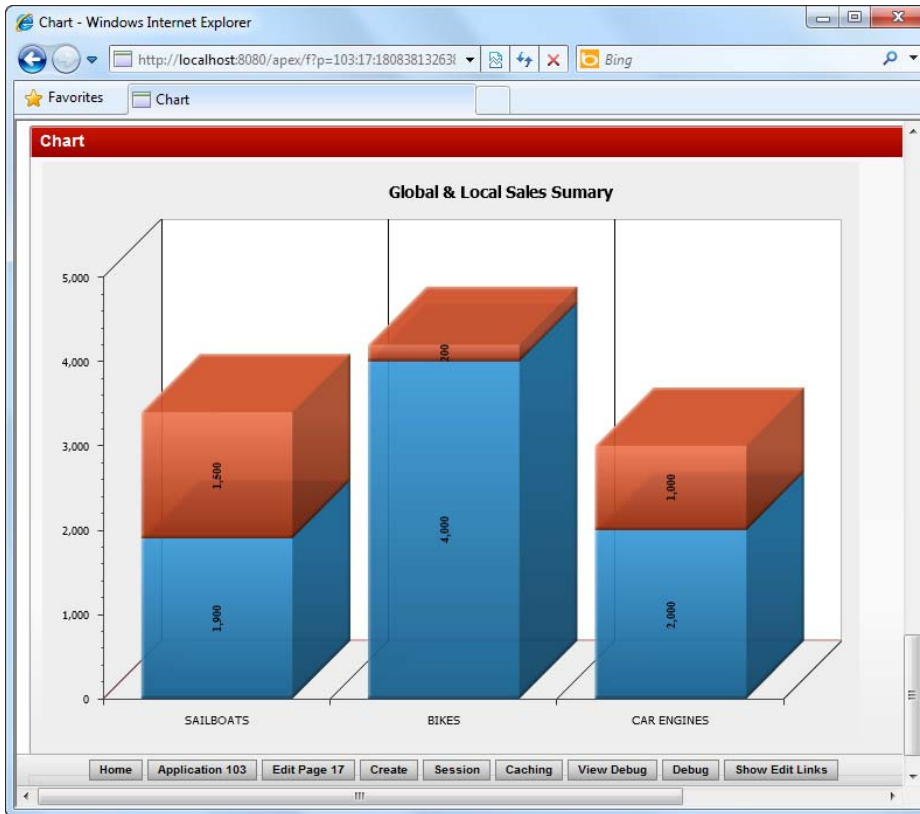 Chart - Windows Internet Explorer
http://localhost:8080/apex/f?p=103:17:18083813263
Bing
Favorites
Chart
Chart
Global & Local Sales Sumary
5,000
4,000
3,000
2,000
1,000
0
200
1,500
1,000
4,000
1,900
2,000
SAILBOATS BIKES CAR ENGINES
Home Application 103 Edit Page 17 Create Session Caching View Debug Debug Show Edit Links